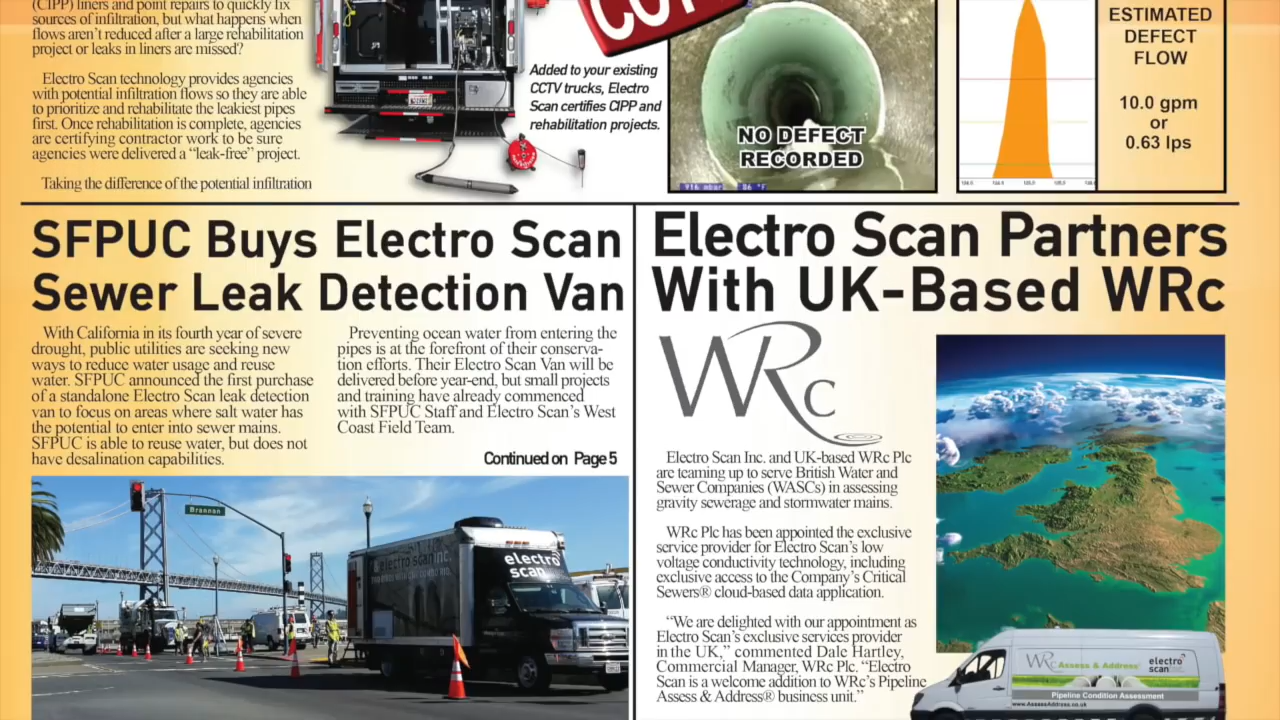 (CIPP) liners and point repairs to quickly fix
sources of infiltration, but what happens when
flows aren't reduced after a large rehabilitation
project or leaks in liners are missed?
Electro Scan technology provides agencies
with potential infiltration flows so they are able
to prioritize and rehabilitate the leakiest pipes
first. Once rehabilitation is complete, agencies
are certifying contractor work to be sure
agencies were delivered a “leak-free” project.
Taking the difference of the potential infiltration
Added to your existing
CCTV trucks, Electro
Scan certifies CIPP and
rehabilitation projects.
NO DEFECT
RECORDED
916 mbar 86 °F
ESTIMATED
DEFECT
FLOW
10.0 gpm
or
0.63 lps
SFPUC Buys Electro Scan
Sewer Leak Detection Van
With California in its fourth year of severe
drought, public utilities are seeking new
ways to reduce water usage and reuse
water. SFPUC announced the first purchase
of a standalone Electro Scan leak detection
van to focus on areas where salt water has
the potential to enter into sewer mains.
SFPUC is able to reuse water, but does not
have desalination capabilities.
Preventing ocean water from entering the
pipes is at the forefront of their conserva-
tion efforts. Their Electro Scan Van will be
delivered before year-end, but small projects
and training have already commenced
with SFPUC Staff and Electro Scan's West
Coast Field Team.
Continued on Page 5
Brannan
electro scan inc.
electro
scan
Electro Scan Partners
With UK-Based WRc
WRc
Electro Scan Inc. and UK-based WRc Plc
are teaming up to serve British Water and
Sewer Companies (WASCs) in assessing
gravity sewerage and stormwater mains.
WRc Plc has been appointed the exclusive
service provider for Electro Scan's low
voltage conductivity technology, including
exclusive access to the Company's Critical
Sewers® cloud-based data application.
“We are delighted with our appointment as
Electro Scan's exclusive services provider
in the UK,” commented Dale Hartley,
Commercial Manager, WRc Plc. “Electro
Scan is a welcome addition to WRc's Pipeline
Assess & Address® business unit.”
WRc Assess & Address®
electro
scan
Pipeline Condition Assessment
www.AssessAddress.co.uk